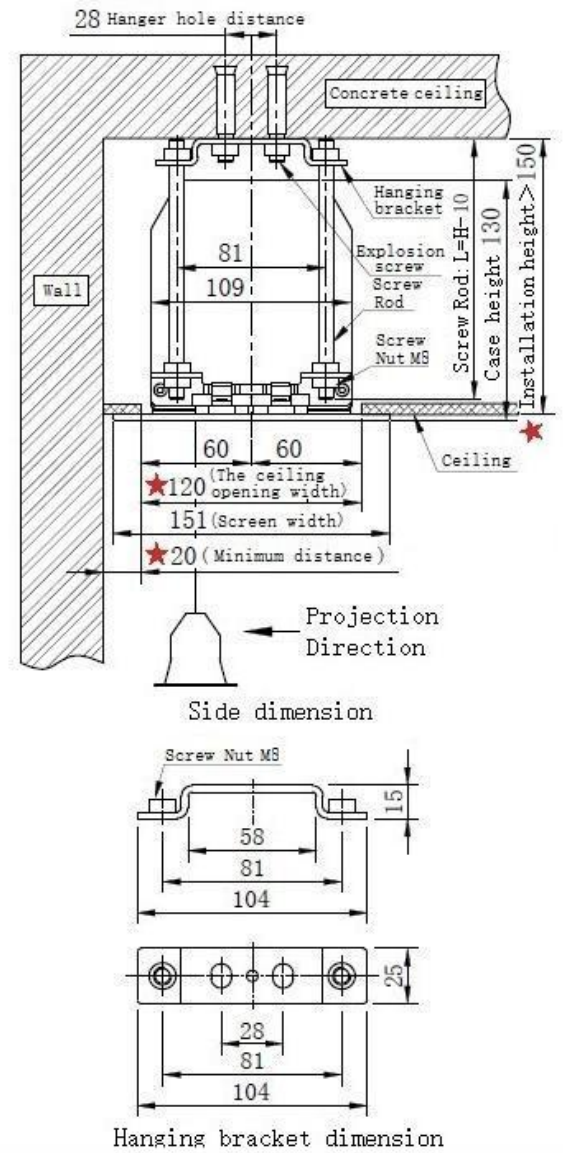 28 Hanger hole distance
Concrete ceiling
Hanging
bracket
Explosion
screw
Screw
Rod
Screw
Nut M8
Wall
81
109
Screw Rod: L=H-10
Case height 130
Installation height>150
Ceiling
60 60
★120 (The ceiling
opening width)
151 (Screen width)
★20 (Minimum distance)
Projection
Direction
Side dimension
Screw Nut M8
15
58
81
104
25
28
81
104
Hanging bracket dimension